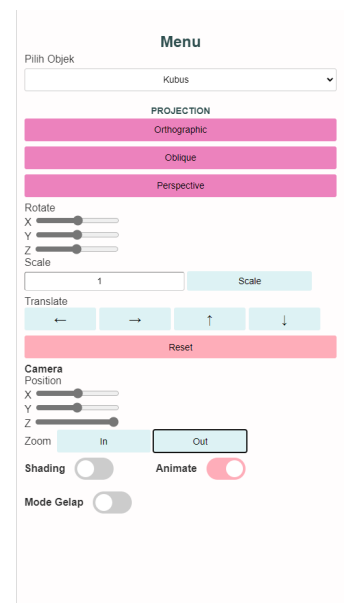 Menu
Pilih Objek
Kubus
PROJECTION
Orthographic
Oblique
Perspective
Rotate
X
Y
Z
Scale
1 Scale
Translate
← → ↑ ↓
Reset
Camera
Position
X
Y
Z
Zoom In Out
Shading Animate
Mode Gelap